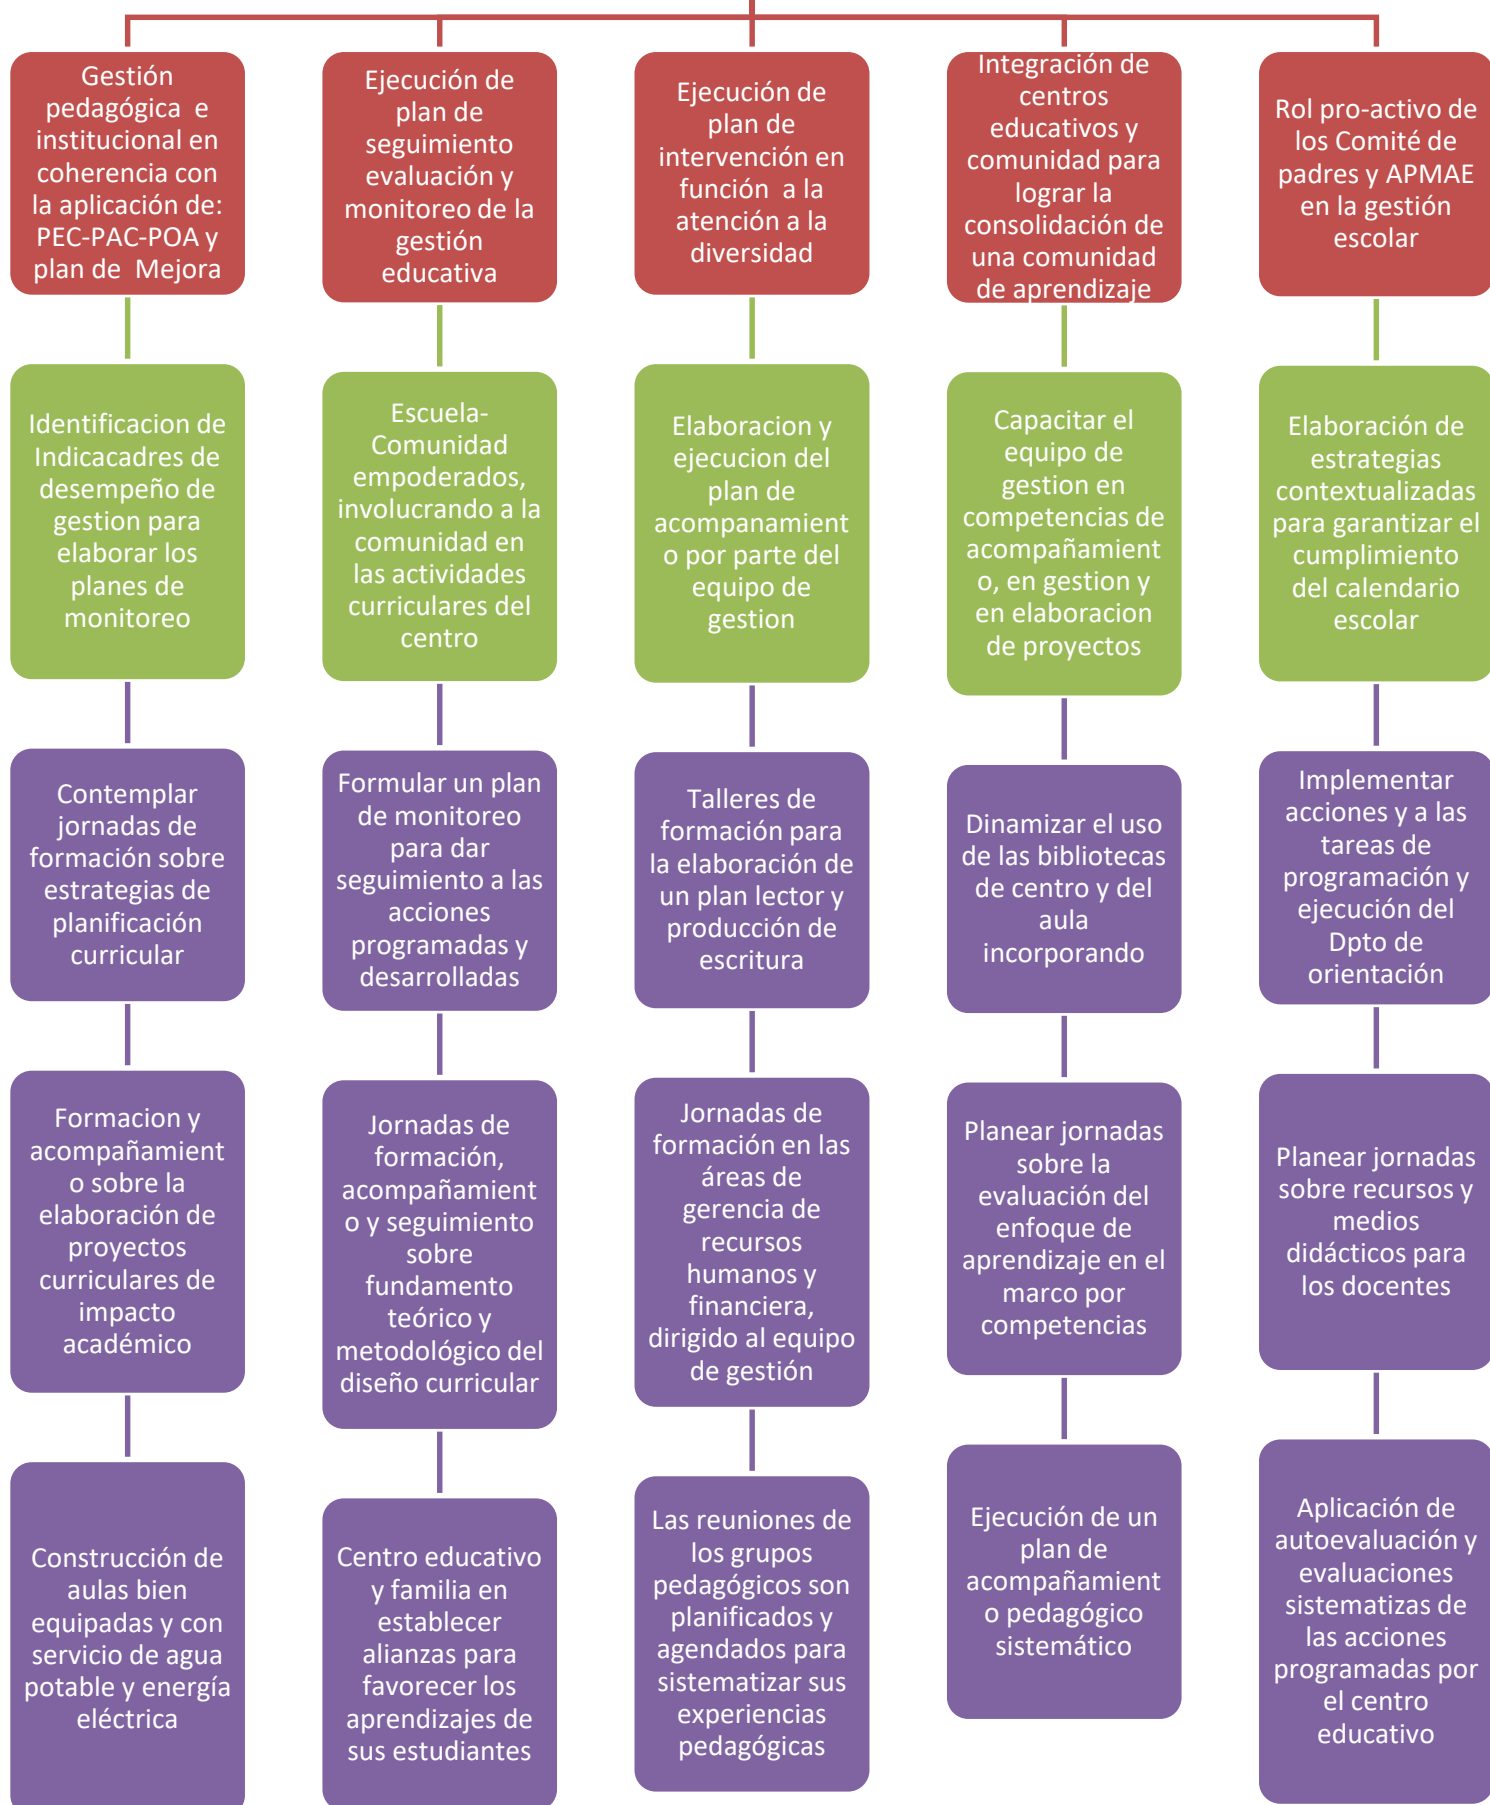 Gestión
pedagógica e
institucional en
coherencia con
la aplicación de:
PEC-PAC-POA y
plan de Mejora
Ejecución de
plan de
seguimiento
evaluación y
monitoreo de la
gestión
educativa
Ejecución de
plan de
intervención en
función a la
atención a la
diversidad
Integración de
centros
educativos y
comunidad para
lograr la
consolidación de
una comunidad
de aprendizaje
Rol pro-activo de
los Comité de
padres y APMAE
en la gestión
escolar
Identificacion de
Indicacadres de
desempeño de
gestion para
elaborar los
planes de
monitoreo
Escuela-
Comunidad
empoderados,
involucrando a la
comunidad en
las actividades
curriculares del
centro
Elaboracion y
ejecucion del
plan de
acompanamient
o por parte del
equipo de
gestion
Capacitar el
equipo de
gestion en
competencias de
acompañamient
o, en gestion y
en elaboracion
de proyectos
Elaboración de
estrategias
contextualizadas
para garantizar el
cumplimiento
del calendario
escolar
Contemplar
jornadas de
formación sobre
estrategias de
planificación
curricular
Formular un plan
de monitoreo
para dar
seguimiento a las
acciones
programadas y
desarrolladas
Talleres de
formación para
la elaboración de
un plan lector y
producción de
escritura
Dinamizar el uso
de las bibliotecas
de centro y del
aula
incorporando
Implementar
acciones y a las
tareas de
programación y
ejecución del
Dpto de
orientación
Formacion y
acompañamient
o sobre la
elaboración de
proyectos
curriculares de
impacto
académico
Jornadas de
formación,
acompañamient
o y seguimiento
sobre
fundamento
teórico y
metodológico del
diseño curricular
Jornadas de
formación en las
áreas de
gerencia de
recursos
humanos y
financiera,
dirigido al equipo
de gestión
Planear jornadas
sobre la
evaluación del
enfoque de
aprendizaje en el
marco por
competencias
Planear jornadas
sobre recursos y
medios
didácticos para
los docentes
Construcción de
aulas bien
equipadas y con
servicio de agua
potable y energía
eléctrica
Centro educativo
y familia en
establecer
alianzas para
favorecer los
aprendizajes de
sus estudiantes
Las reuniones de
los grupos
pedagógicos son
planificados y
agendados para
sistematizar sus
experiencias
pedagógicas
Ejecución de un
plan de
acompañamient
o pedagógico
sistemático
Aplicación de
autoevaluación y
evaluaciones
sistematizas de
las acciones
programadas por
el centro
educativo